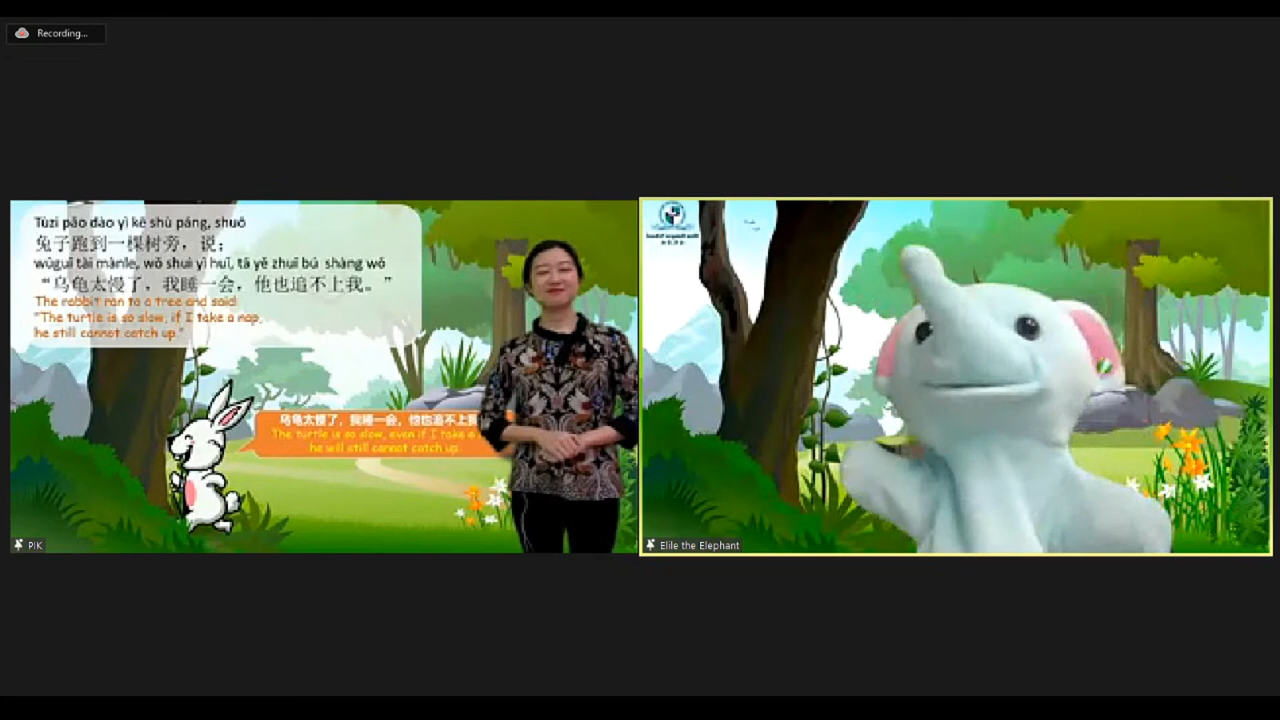 Recording...
Tùzi pǎo dào yì kē shù páng, shuō
兔子跑到一棵树旁，说：
wūguī tài mànle, wǒ shuì yì huǐ, tā yě zhuī bú shàng wǒ
“乌龟太慢了，我睡一会，他也追不上我。”
The rabbit ran to a tree and said:
"The turtle is so slow, if I take a nap,
he still cannot catch up."
乌龟太慢了，我睡一会，他也追不上我
The turtle is so slow, even if I take a
he will still cannot catch up
PIK
Elile the Elephant